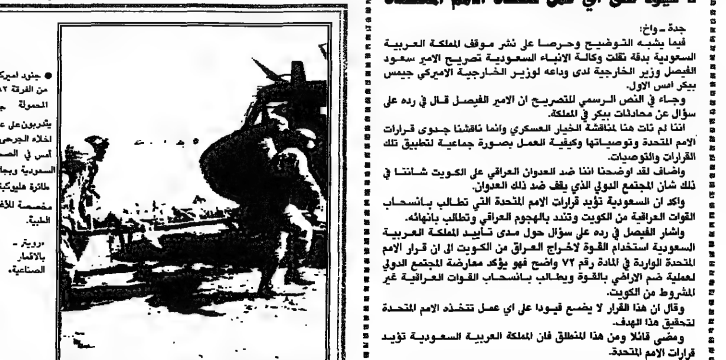 جدة ـ واخ:
فيما يشبه التوضيح وحرصا على نشر موقف المملكة العربية
السعودية بدقة نقلت وكالة الانباء السعودية تصريح الامير سعود
الفيصل وزير الخارجية لدى وداعه لوزير الخارجية الاميركي جيمس
بيكر امس الاول.
وجاء في النص الرسمي للتصريح ان الامير الفيصل قال في رده على
سؤال عن محادثات بيكر في المملكة.
اننا لم نات هنا لمناقشة الخيار العسكري وانما ناقشنا جدوى قرارات
الامم المتحدة وتوصياتها وكيفية العمل بصورة جماعية لتطبيق تلك
القرارات والتوصيات.
واضاف لقد اوضحنا اننا ضد العدوان العراقي على الكويت شاننا في
ذلك شان المجتمع الدولي الذي يقف ضد ذلك العدوان.
واكد ان السعودية تؤيد قرارات الامم المتحدة التي تطالب بانسحاب
القوات العراقية من الكويت وتندد بالهجوم العراقي وتطالب بانهائه.
واشار الفيصل في رده على سؤال حول مدى تأييد المملكة العربية
السعودية استخدام القوة لاخراج العراق من الكويت الى ان قرار الامم
المتحدة الواردة في المادة رقم ٧٢ واضح فهو يؤكد معارضة المجتمع الدولي
لعملية ضم الاراضي بالقوة ويطالب بانسحاب القوات العراقية غير
المشروط من الكويت.
وقال ان هذا القرار لا يضع قيودا على اي عمل تتخذه الامم المتحدة
لتحقيق هذا الهدف.
ومضى قائلا ومن هذا المنطلق فان المملكة العربية السعودية تؤيد
قرارات الامم المتحدة.
● جنود اميرك
من الفرقة ٨٢
المحمولة
يتدربون على
اخلاء الجرحى
امس في الصح
السعودية وبجا
طائرة هليوكبت
مخصصة للأغ
الطبية.
«رويتر ـ
بالاقمار
الصناعية»